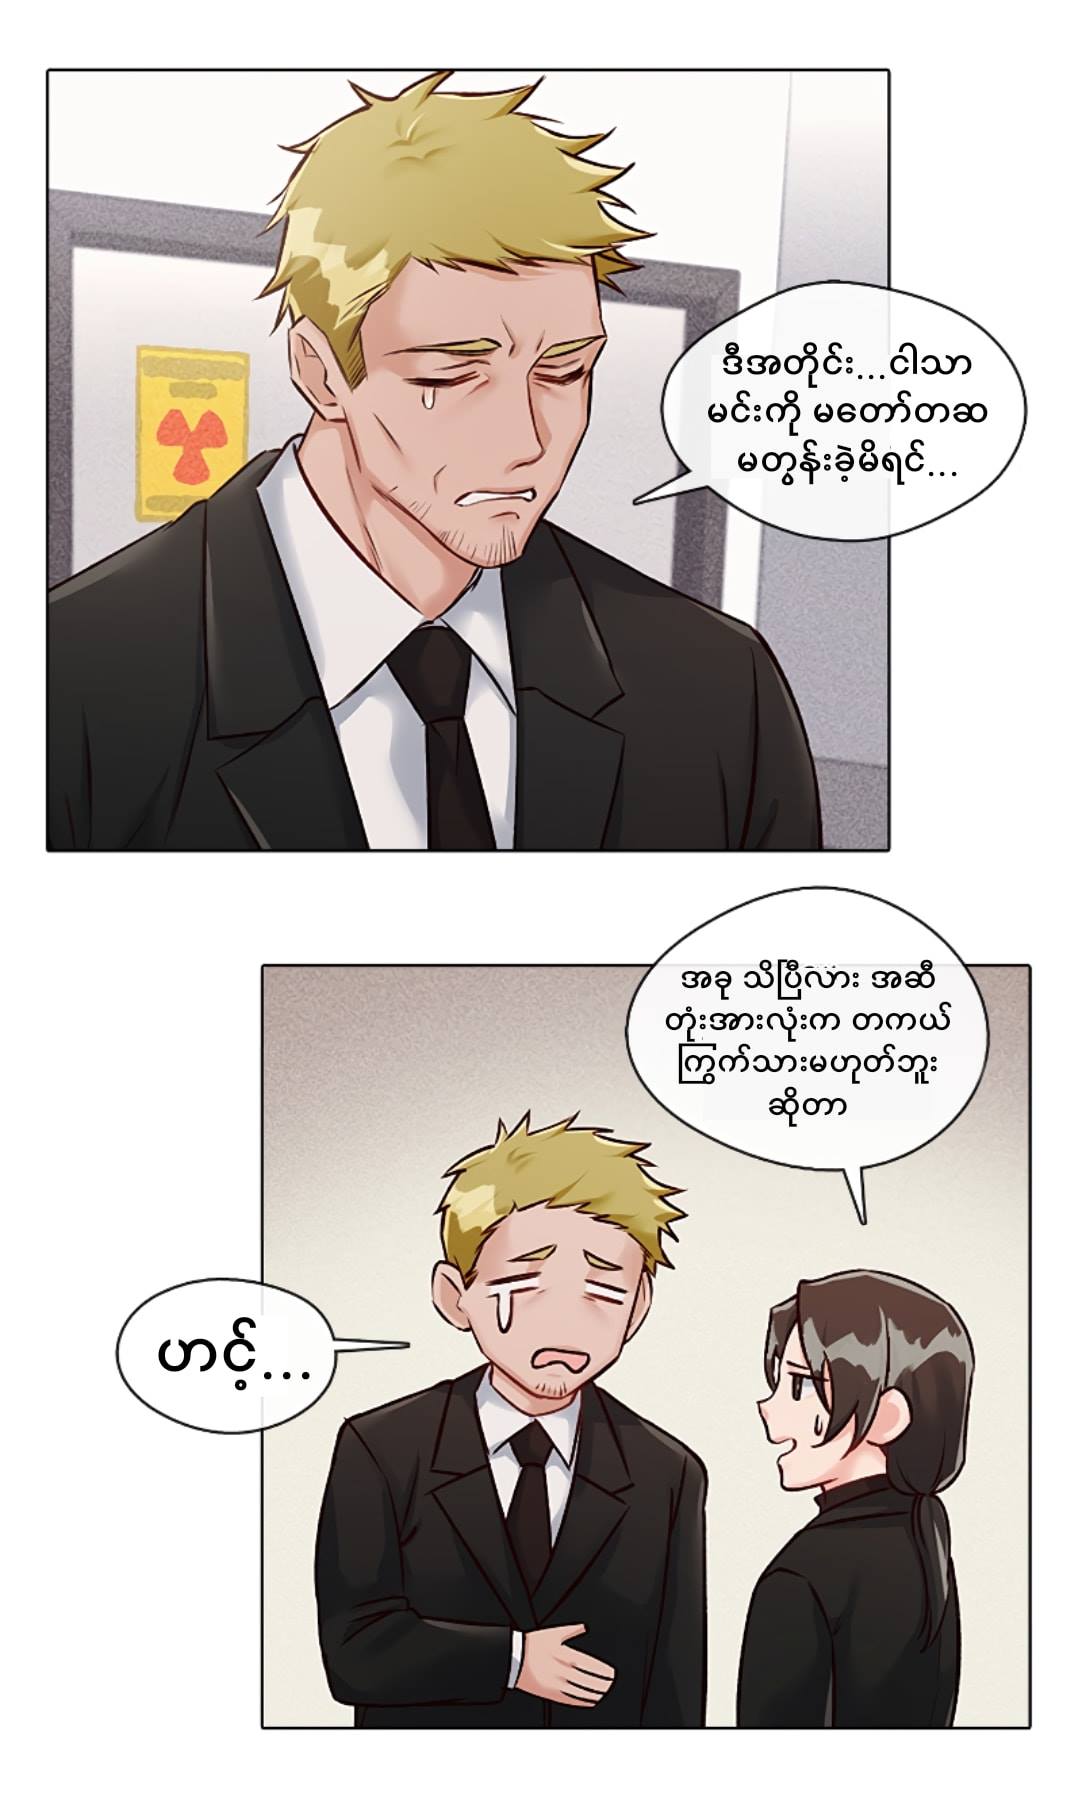 ဒီအတိုင်း...ငါသာ
မင်းကို မတော်တဆ
မတွန်းခဲ့မိရင်...
အခု သိပြီလား အဆီ
တုံးအားလုံးက တကယ်
ကြွက်သားမဟုတ်ဘူး
ဆိုတာ
ဟင့်...